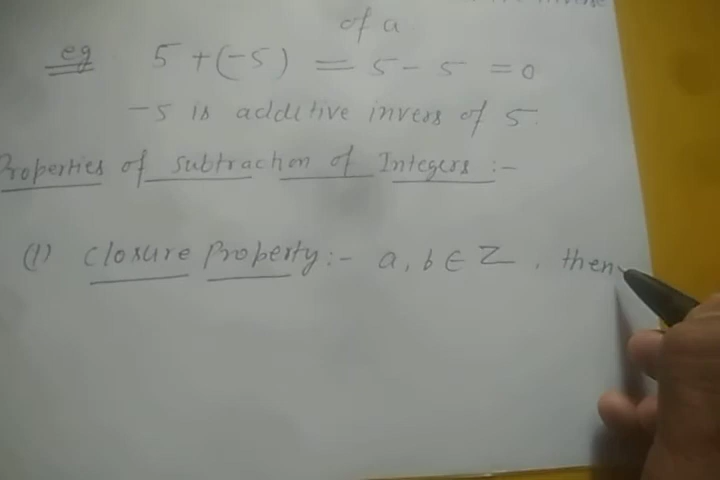 inverse
of a
eg 5 + (-5) = 5 - 5 = 0
-5 is additive invers of 5.
Properties of Subtraction of Integers :-
(1) Closure Property :- a, b ∈ Z, then